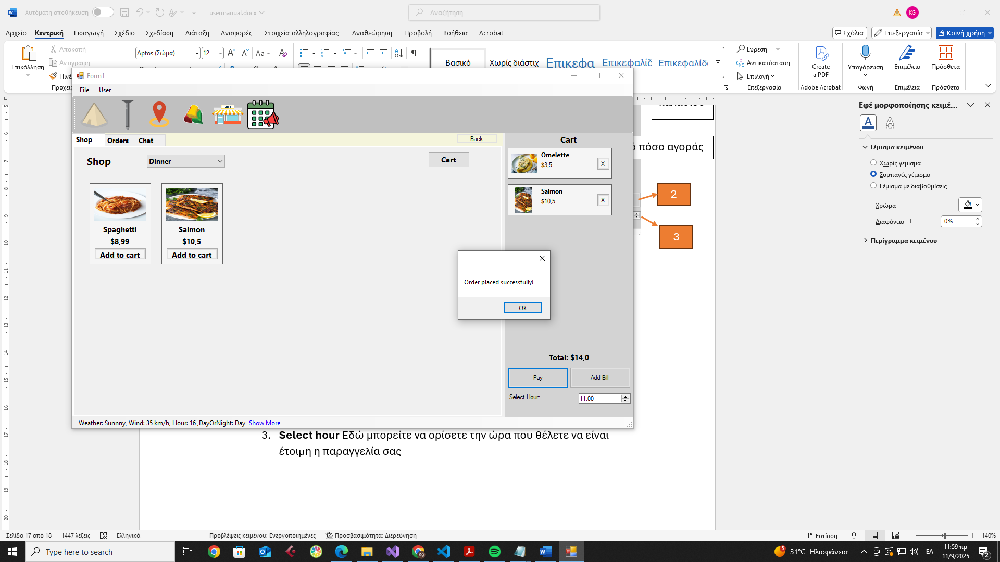 Αυτόματη αποθήκευση
usermanual.docx
Αναζήτηση
KG
Αρχείο Κεντρική Εισαγωγή Σχέδιο Σχεδίαση Διάταξη Αναφορές Στοιχεία αλληλογραφίας Αναθεώρηση Προβολή Βοήθεια Acrobat
Σχόλια Επεξεργασία Κοινή χρήση
Επικόλληση
Αποκοπή
Αντιγραφή
Aptos (Σώμα) 12
Βασικό Χωρίς διάστιχ Επικεφα Επικεφαλίδ Επικεφαλίδ
Εύρεση
Αντικατάσταση
Επιλογή
Επεξεργασία
Create
a PDF
Adobe Acrobat
Υπαγόρευση
Φωνή
Επιμέλεια
Επιμέλεια
Πρόσθετα
Πρόσθετα
Form1
File User
STORE
Shop Orders Chat
Back
Shop
Dinner
Cart
Spaghetti
$8,99
Add to cart
Salmon
$10,5
Add to cart
Cart
Omelette
$3,5
X
Salmon
$10,5
X
Order placed successfully!
OK
Total: $14,0
Pay
Add Bill
Select Hour:
11:00
Weather: Sunnny, Wind: 35 km/h, Hour: 16 ,DayOrNight: Day Show More
πόσο αγοράς
2
3
3. Select hour Εδώ μπορείτε να ορίσετε την ώρα που θέλετε να είναι
έτοιμη η παραγγελία σας
Εφέ μορφοποίησης κειμέ...
Γέμισμα κειμένου
Χωρίς γέμισμα
Συμπαγές γέμισμα
Γέμισμα με διαβαθμίσεις
Χρώμα
Διαφάνεια 0%
Περίγραμμα κειμένου
Σελίδα 17 από 18 1447 λέξεις Ελληνικά Προβλέψεις κειμένου: Ενεργοποιημένες Προσβασιμότητα: Διερεύνηση Εστίαση 140%
Type here to search
31°C Ηλιοφάνεια
ΕΛ
11:59 πμ
11/9/2025
2